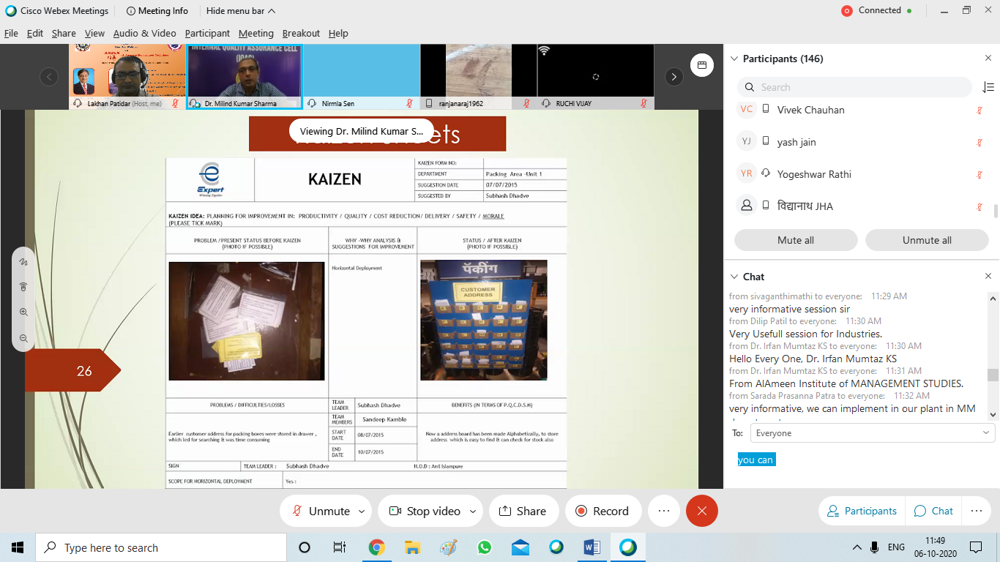 Cisco Webex Meetings
Meeting Info
Hide menu bar
Connected
File Edit Share View Audio & Video Participant Meeting Breakout Help
INTERNAL QUALITY ASSURANCE CELL
(IQAC)
Lakhan Patidar (Host, me)
Dr. Milind Kumar Sharma
Nirmla Sen
ranjanaraj1962
RUCHI VIJAY
Viewing Dr. Milind Kumar S...
KAIZEN
Expert
Winning Together
KAIZEN FORM NO:
DEPARTMENT Packing Area -Unit 1
SUGGESTION DATE 07/07/2015
SUGGESTED BY Subhash Dhadve
KAIZEN IDEA: PLANNING FOR IMPROVEMENT IN: PRODUCTIVITY / QUALITY / COST REDUCTION/ DELIVERY / SAFETY / MORALE
(PLEASE TICK MARK)
PROBLEM /PRESENT STATUS BEFORE KAIZEN
(PHOTO IF POSSIBLE)
WHY -WHY ANALYSIS &
SUGGESTIONS FOR IMPROVEMENT
STATUS / AFTER KAIZEN
(PHOTO IF POSSIBLE)
Horizontal Deployment
पॅकींग
CUSTOMER
ADDRESS
26
PROBLEMS / DIFFICULTIES/LOSSES
TEAM
LEADER
Subhash Dhadve
BENEFITS (IN TERMS OF P.Q.C.D.S.M)
TEAM
MEMBERS
Sandeep Kamble
Earlier customer address for packing boxes were stored in drawer ,
which led for searching & was time consuming
START
DATE
08/07/2015
END
DATE
10/07/2015
Now a address board has been made Alphabetically, to store
address which is easy to find & can check for stock also
SIGN
TEAM LEADER : Subhash Dhadve
H.O.D : Anil Islampure
SCOPE FOR HORIZONTAL DEPLOYMENT
Yes :
Participants (146)
Search
VC Vivek Chauhan
YJ yash jain
YR Yogeshwar Rathi
विद्यानाथ JHA
Mute all
Unmute all
Chat
from sivaganthimathi to everyone: 11:29 AM
very informative session sir
from Dilip Patil to everyone: 11:30 AM
Very Usefull session for Industries.
from Dr. Irfan Mumtaz KS to everyone: 11:30 AM
Hello Every One, Dr. Irfan Mumtaz KS
from Dr. Irfan Mumtaz KS to everyone: 11:31 AM
From AlAmeen Institute of MANAGEMENT STUDIES.
from Sarada Prasanna Patra to everyone: 11:32 AM
very informative, we can implement in our plant in MM
To: Everyone
you can
Unmute
Stop video
Share
Record
Participants
Chat
Type here to search
ENG
11:49
06-10-2020